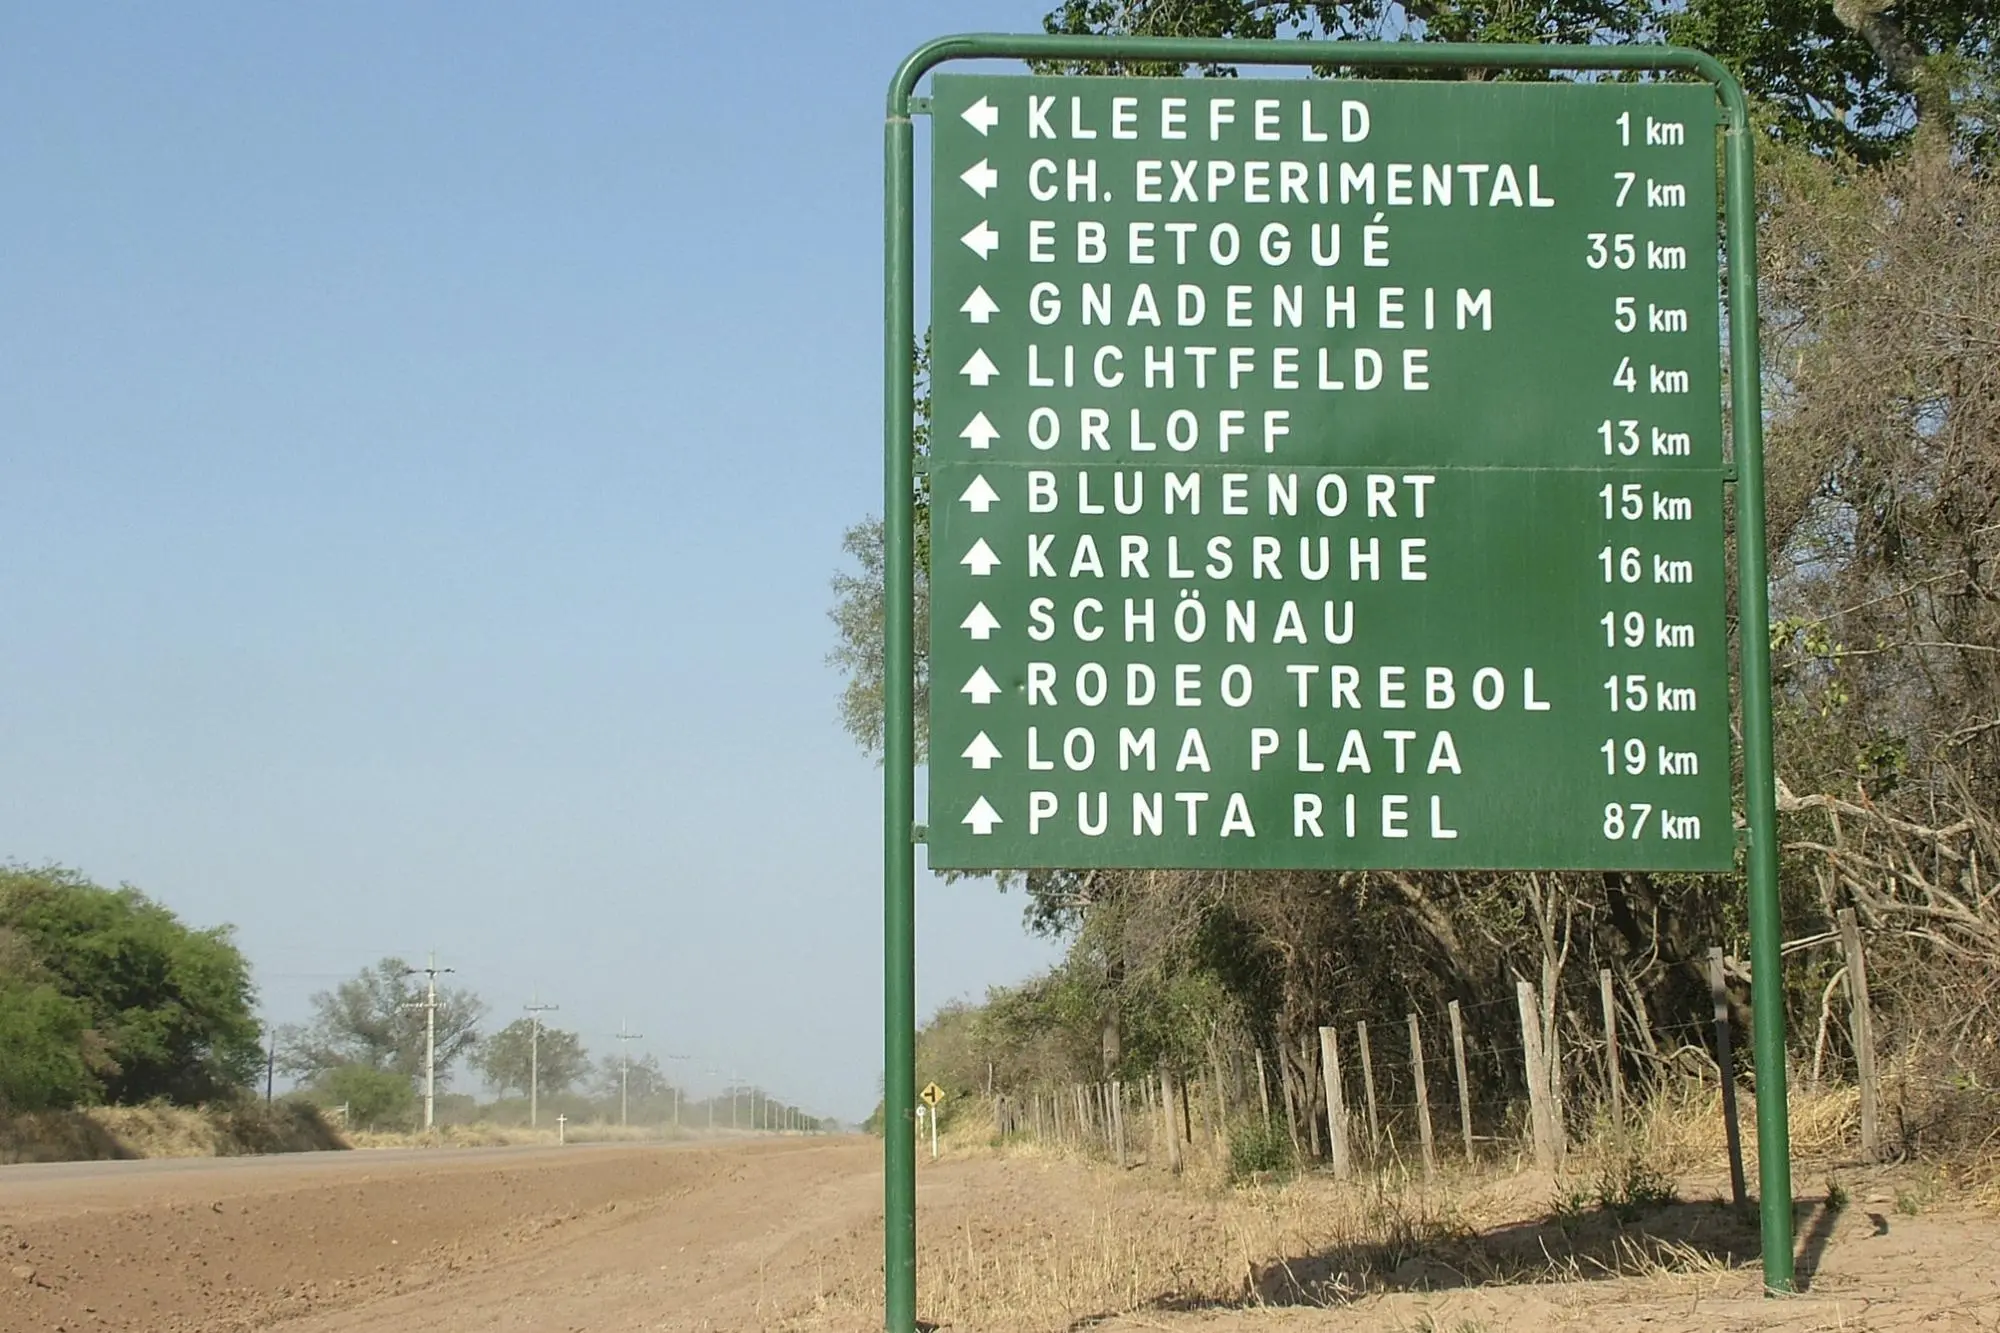 KLEEFELD 1 km
CH. EXPERIMENTAL 7 km
EBETOGUÉ 35 km
GNADENHEIM 5 km
LICHTFELDE 4 km
ORLOFF 13 km
BLUMENORT 15 km
KARLSRUHE 16 km
SCHÖNAU 19 km
RODEO TREBOL 15 km
LOMA PLATA 19 km
PUNTA RIEL 87 km